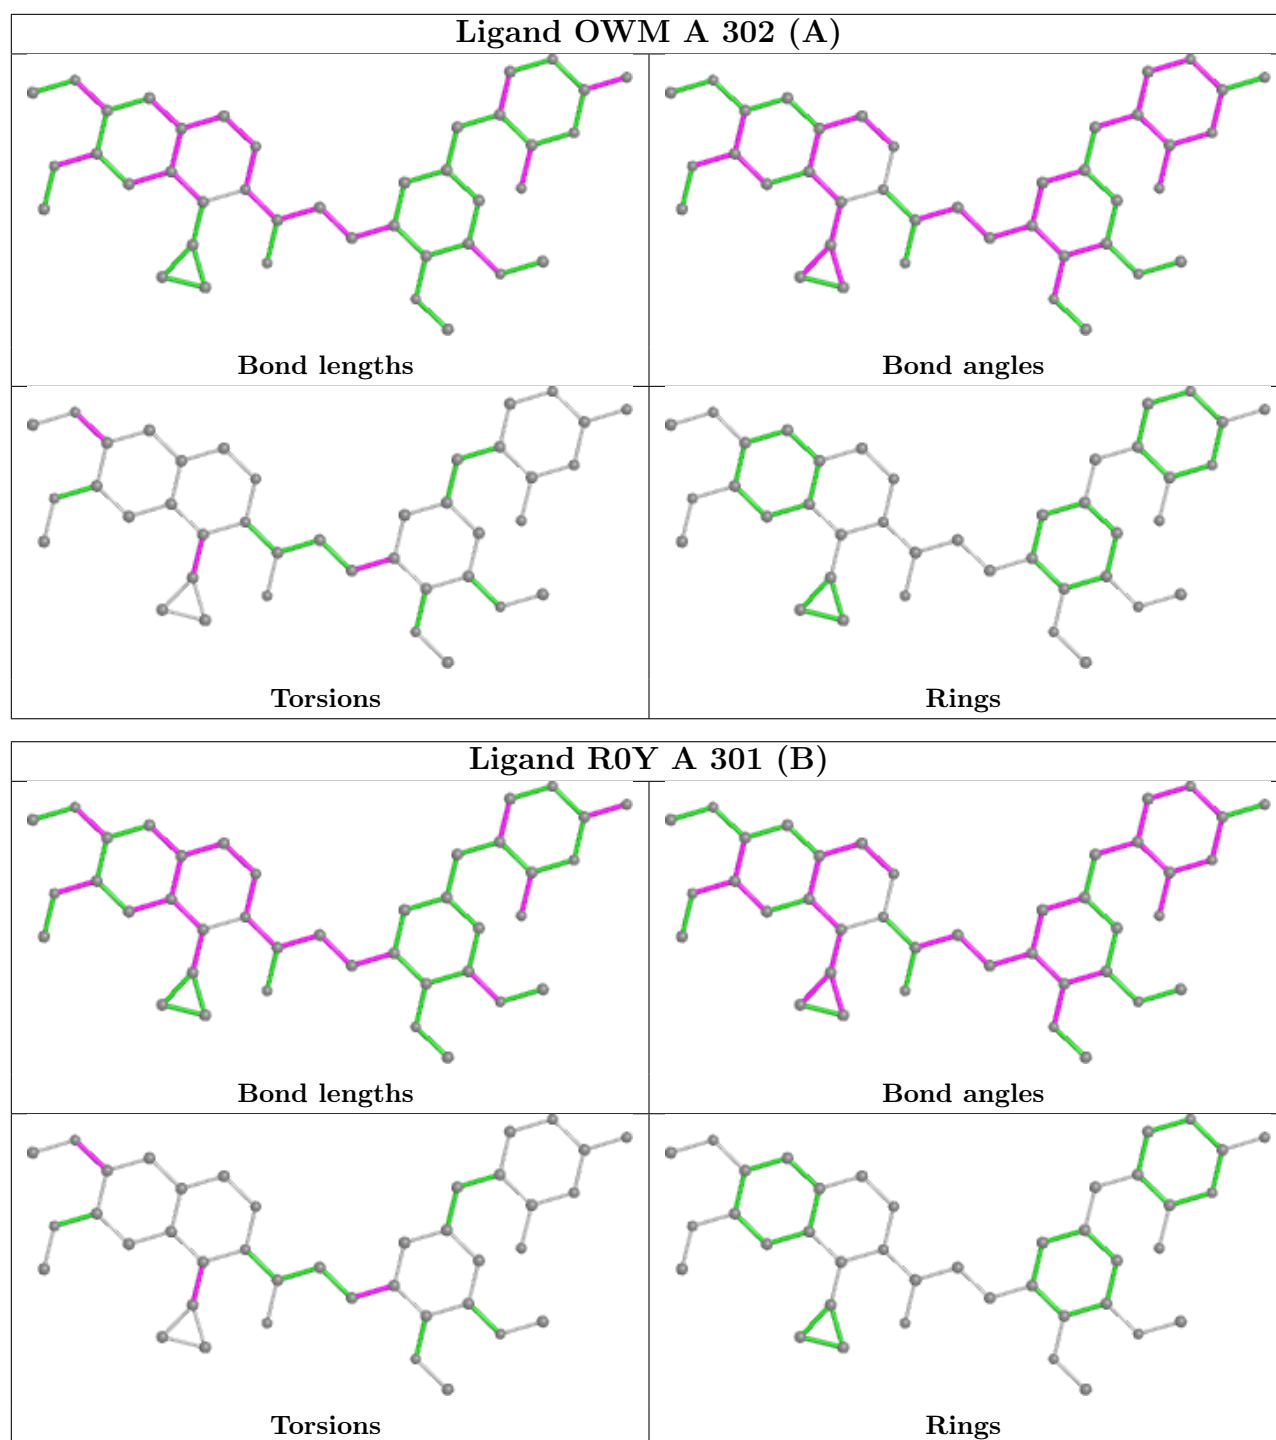 Ligand OWM A 302 (A)
Bond lengths
Bond angles
Torsions
Rings
Ligand R0Y A 301 (B)
Bond lengths
Bond angles
Torsions
Rings